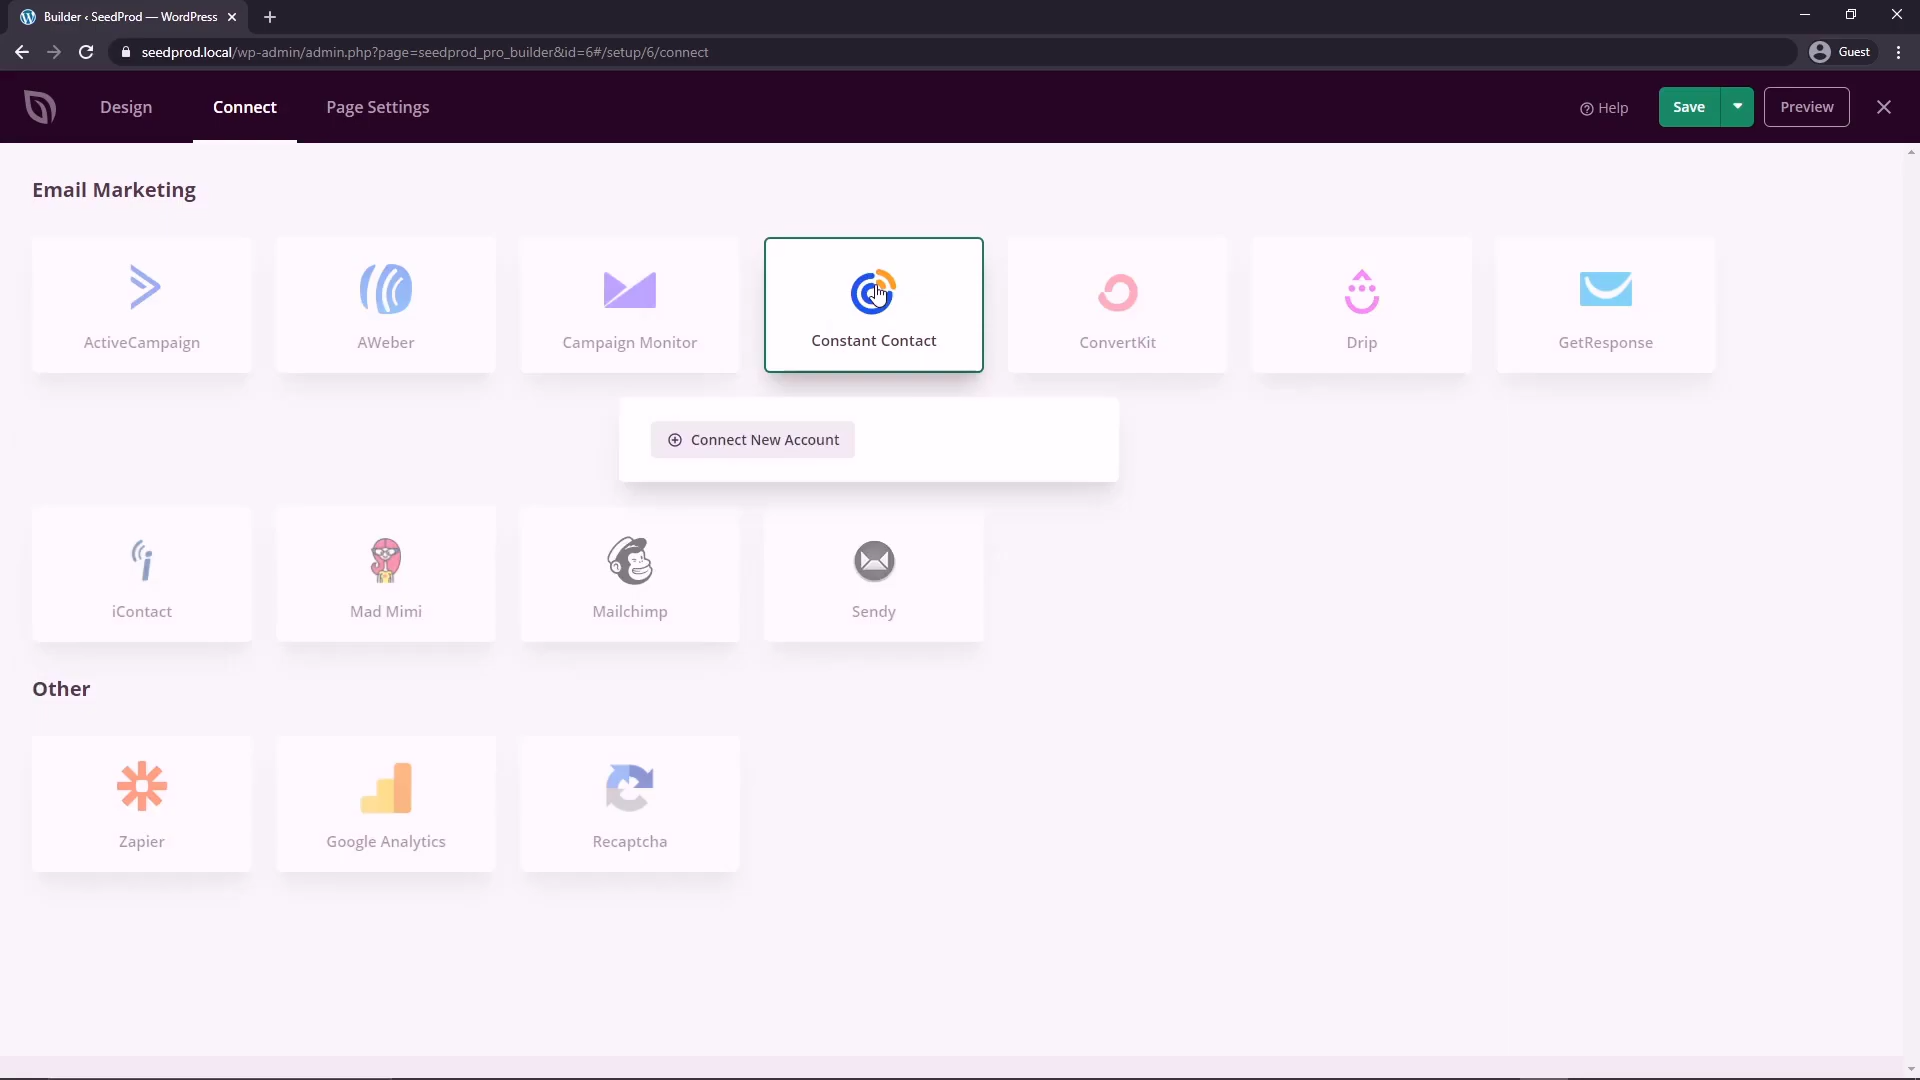 Builder ‹ SeedProd — WordPress
seedprod.local/wp-admin/admin.php?page=seedprod_pro_builder&id=6#/setup/6/connect
Guest
Design
Connect
Page Settings
Help
Save
Preview
Email Marketing
ActiveCampaign
AWeber
Campaign Monitor
Constant Contact
ConvertKit
Drip
GetResponse
Connect New Account
iContact
Mad Mimi
Mailchimp
Sendy
Other
Zapier
Google Analytics
Recaptcha